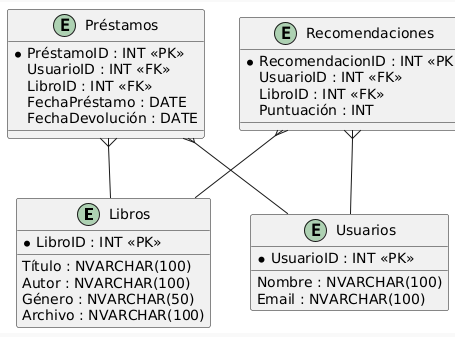 E Préstamos
PréstamoID : INT «PK»
UsuarioID : INT «FK»
LibroID : INT «FK»
FechaPréstamo : DATE
FechaDevolución : DATE
E Recomendaciones
RecomendacionID : INT «PK
UsuarioID : INT «FK»
LibroID : INT «FK»
Puntuación : INT
E Libros
LibroID : INT «PK»
Título : NVARCHAR(100)
Autor : NVARCHAR(100)
Género : NVARCHAR(50)
Archivo : NVARCHAR(100)
E Usuarios
UsuarioID : INT «PK»
Nombre : NVARCHAR(100)
Email : NVARCHAR(100)